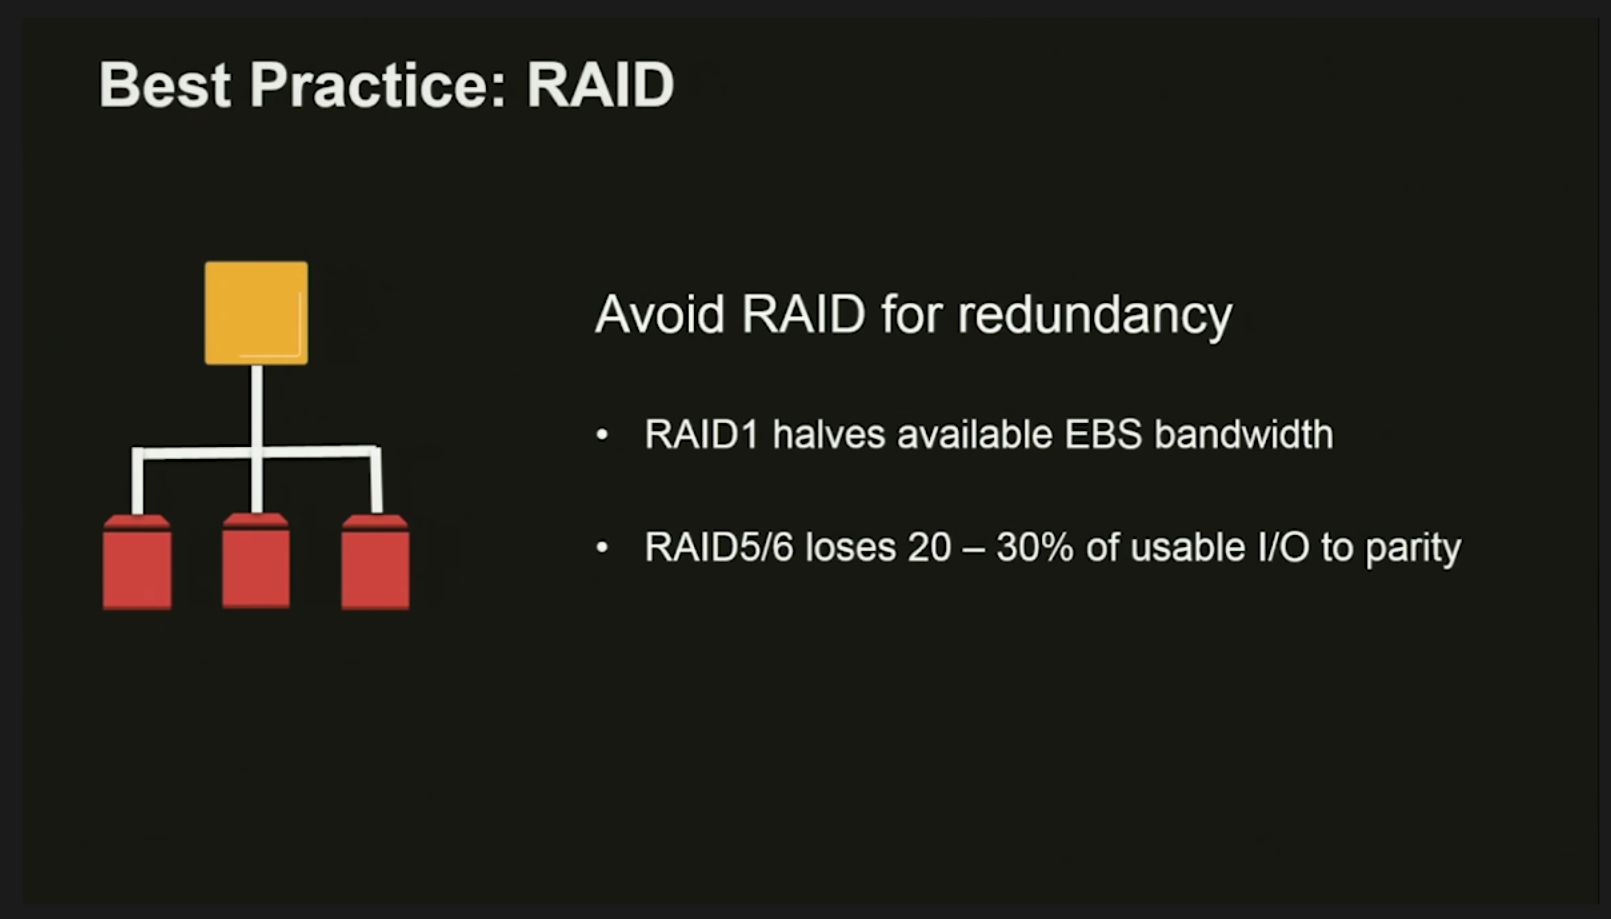 Best Practice: RAID
Avoid RAID for redundancy
• RAID1 halves available EBS bandwidth
• RAID5/6 loses 20 – 30% of usable I/O to parity